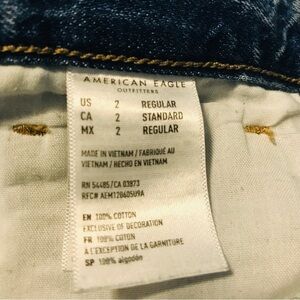 AMERICAN EAGLE
OUTFITTERS
US 2 REGULAR
CA 2 STANDARD
MX 2 REGULAR
MADE IN VIETNAM / FABRIQUÉ AU
VIETNAM / HECHO EN VIETNAM
RN 54485/CA 03873
REC# AEM128605U9A
EN 100% COTTON
EXCLUSIVE OF DECORATION
FR 100% COTON
A L'EXCEPTION DE LA GARNITURE
SP 100% algodón